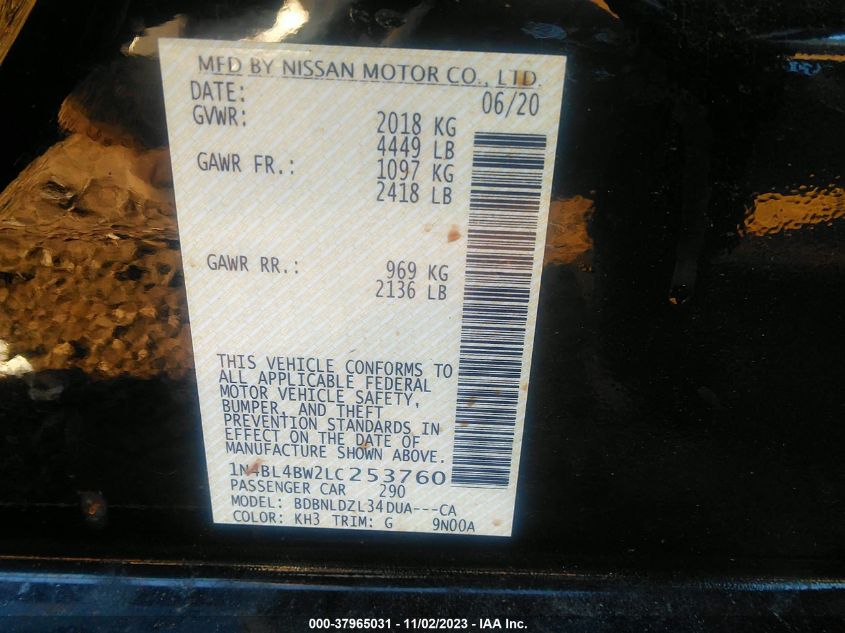 MFD BY NISSAN MOTOR CO., LTD.
DATE: 06/20
GVWR: 2018 KG
4449 LB
GAWR FR.: 1097 KG
2418 LB
GAWR RR.: 969 KG
2136 LB
THIS VEHICLE CONFORMS TO
ALL APPLICABLE FEDERAL
MOTOR VEHICLE SAFETY,
BUMPER, AND THEFT
PREVENTION STANDARDS IN
EFFECT ON THE DATE OF
MANUFACTURE SHOWN ABOVE.
1N4BL4BW2LC253760
PASSENGER CAR 290
MODEL: BDBNLDZL34DUA---CA
COLOR: KH3 TRIM: G 9N00A
000-37965031 - 11/02/2023 - IAA Inc.